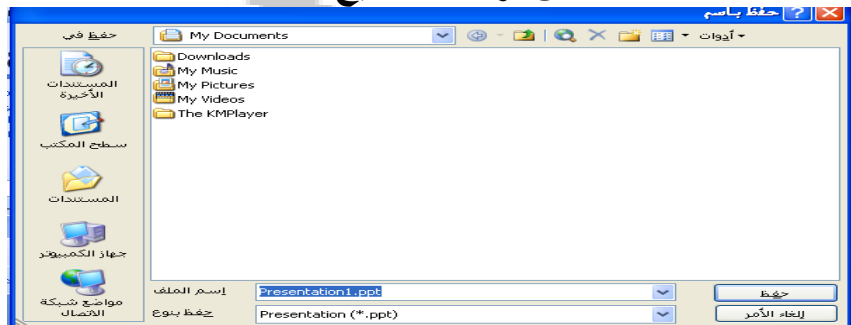 حفظ باسم
حفظ في
My Documents
أدوات
Downloads
My Music
My Pictures
My Videos
The KMPlayer
المستندات
الأخيرة
سطح المكتب
المستندات
جهاز الكمبيوتر
مواضع شبكة
الاتصال
إسم الملف
Presentation1.ppt
حفظ
حفظ بنوع
Presentation (*.ppt)
إلغاء الأمر